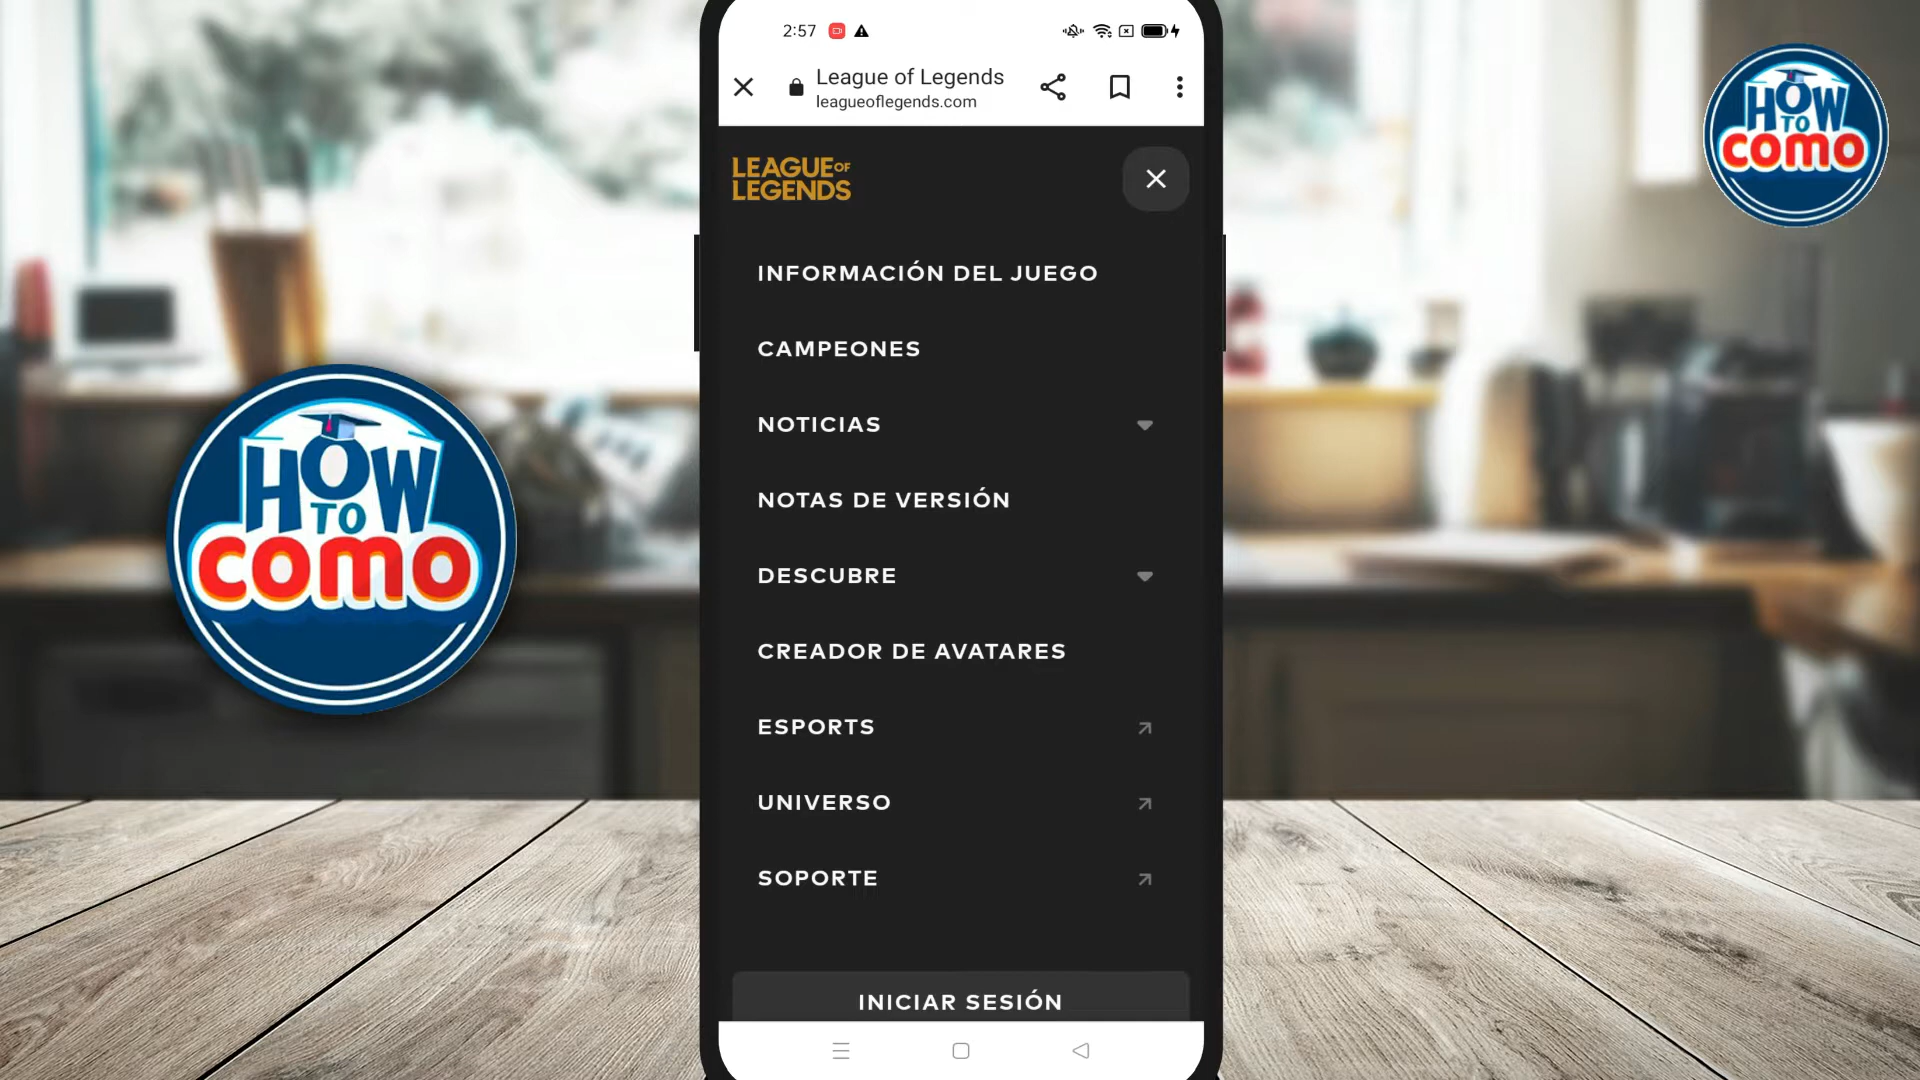 2:57
League of Legends
leagueoflegends.com
LEAGUE OF
LEGENDS
INFORMACIÓN DEL JUEGO
CAMPEONES
NOTICIAS
NOTAS DE VERSIÓN
DESCUBRE
CREADOR DE AVATARES
ESPORTS
UNIVERSO
SOPORTE
INICIAR SESIÓN
HOW
TO
COMO
HOW
TO
COMO